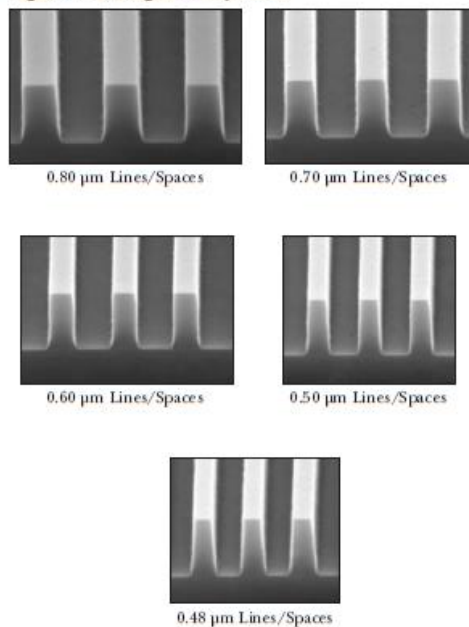 0.80 µm Lines/Spaces
0.70 µm Lines/Spaces
0.60 µm Lines/Spaces
0.50 µm Lines/Spaces
0.48 µm Lines/Spaces